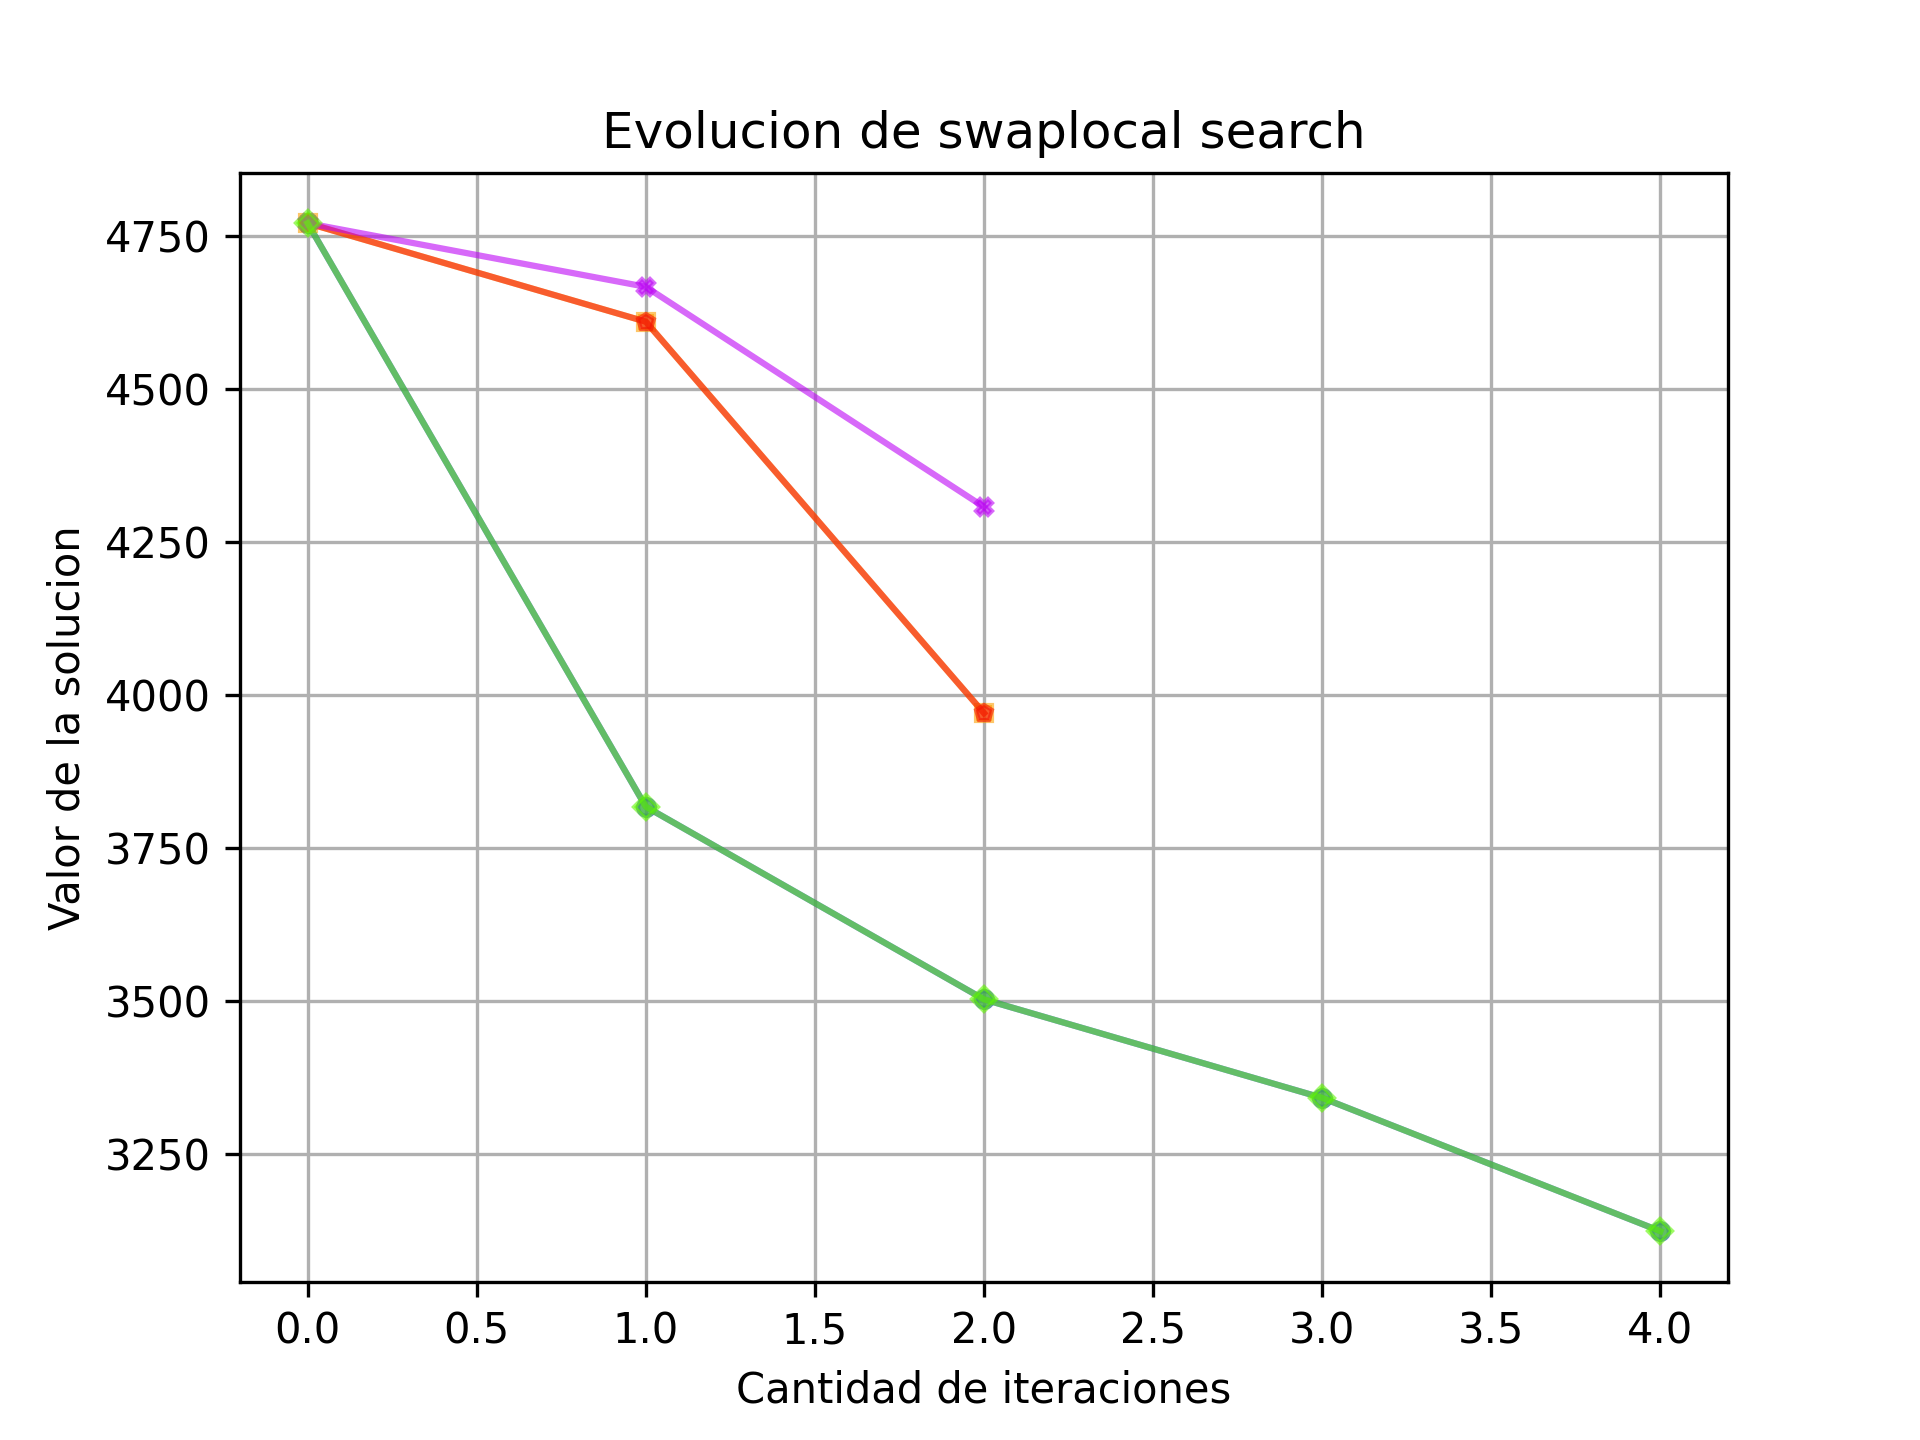 Evolucion de swaplocal search
Valor de la solucion
4750
4500
4250
4000
3750
3500
3250
0.0 0.5 1.0 1.5 2.0 2.5 3.0 3.5 4.0
Cantidad de iteraciones